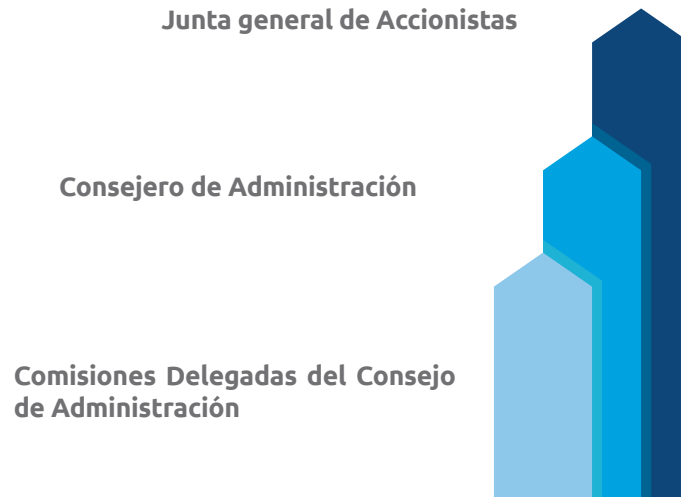 Junta general de Accionistas
Consejero de Administración
Comisiones Delegadas del Consejo
de Administración